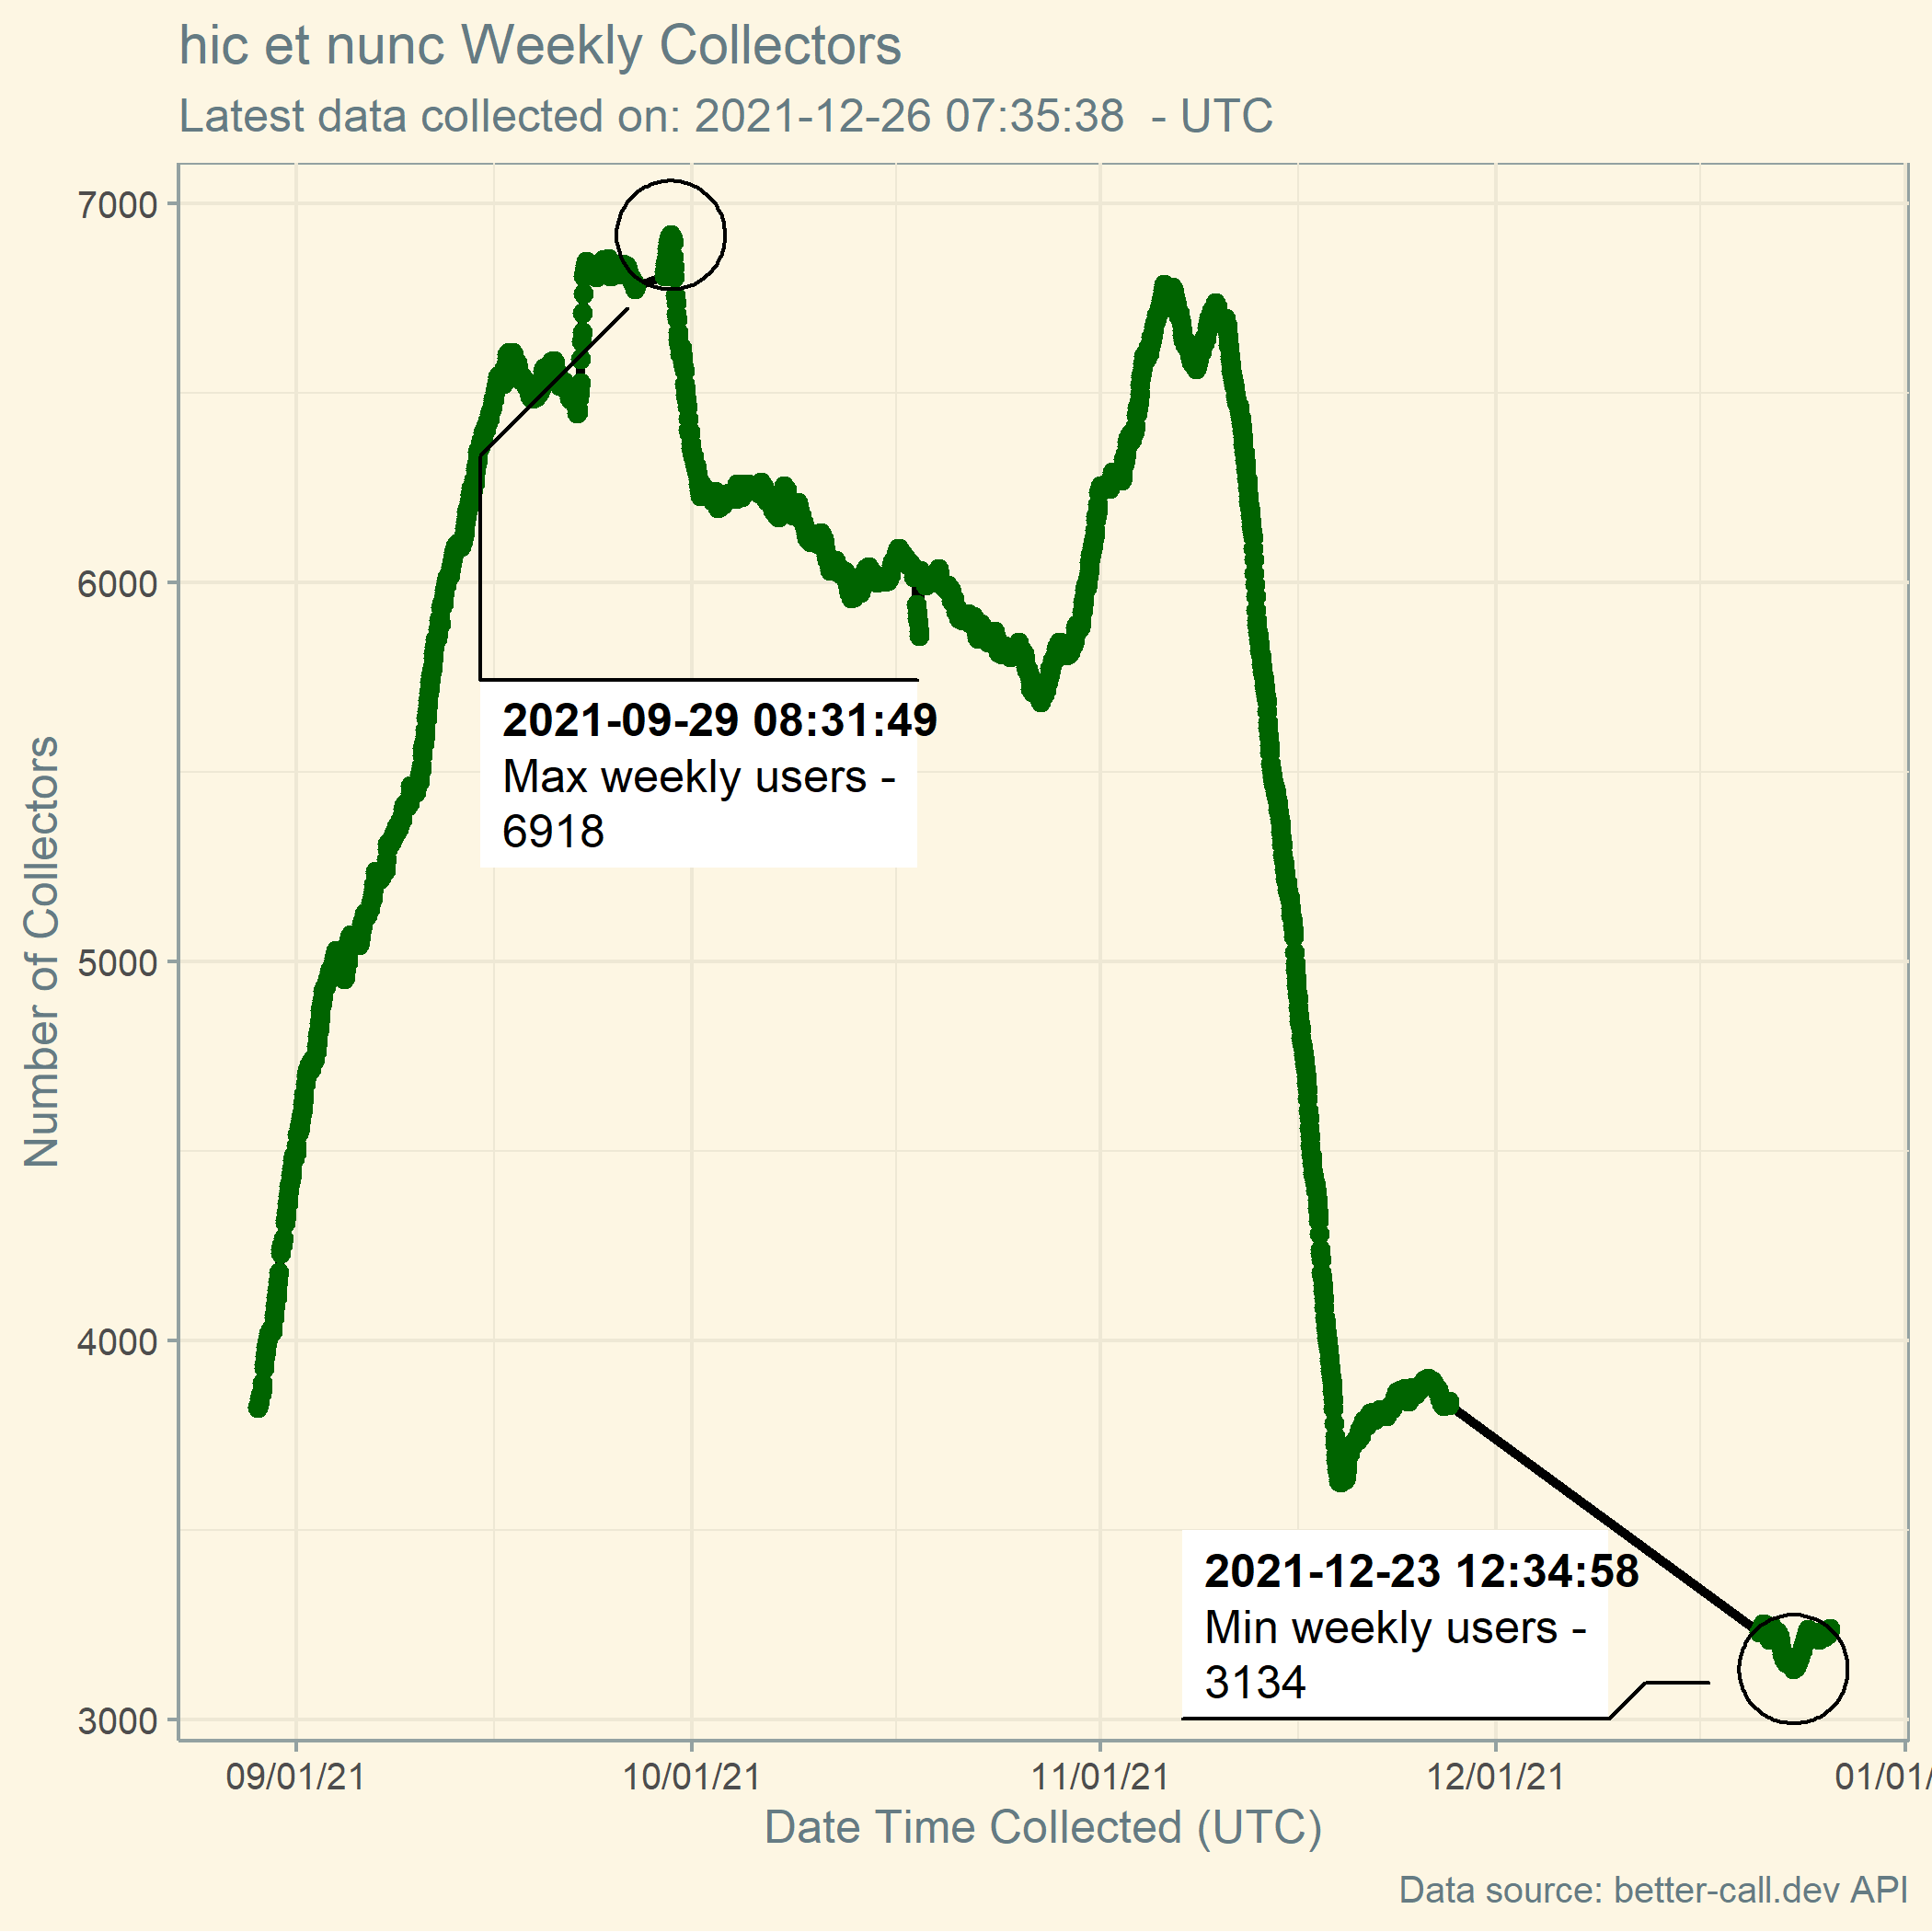 hic et nunc Weekly Collectors
Latest data collected on: 2021-12-26 07:35:38 - UTC
Number of Collectors
7000
6000
5000
4000
3000
2021-09-29 08:31:49
Max weekly users -
6918
2021-12-23 12:34:58
Min weekly users -
3134
09/01/21 10/01/21 11/01/21 12/01/21 01/01/
Date Time Collected (UTC)
Data source: better-call.dev API